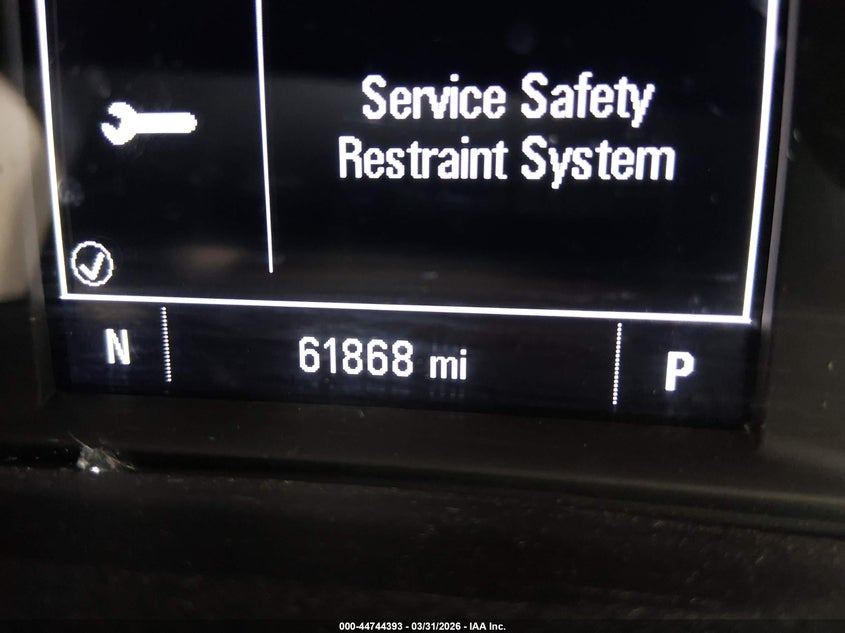 Service Safety
Restraint System
N 61868 mi P
000-44744393 - 03/31/2026 - IAA Inc.